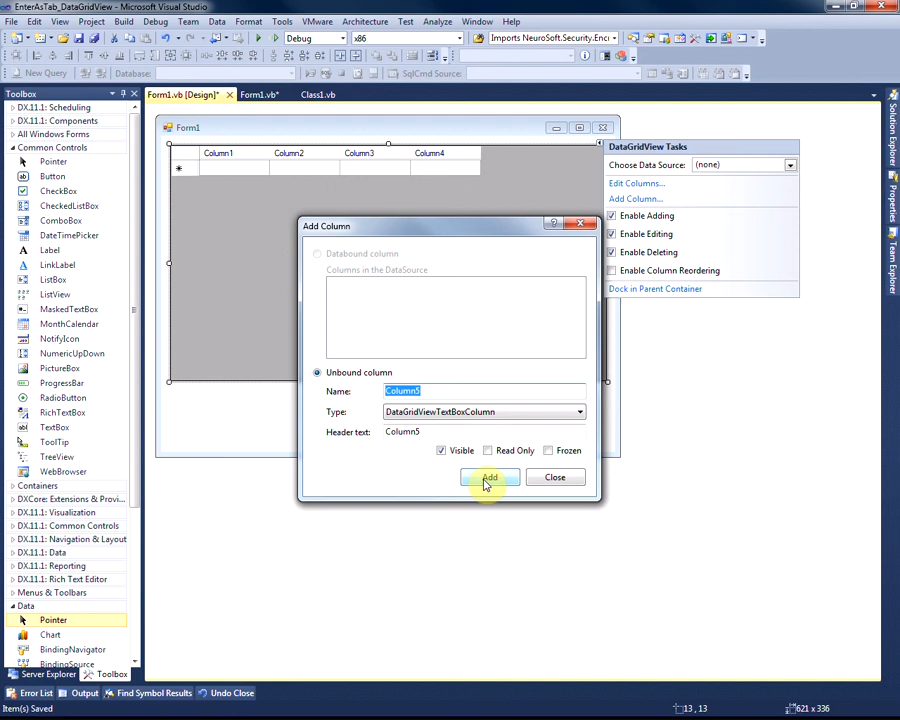 EnterAsTab_DataGridView - Microsoft Visual Studio
File Edit View Project Build Debug Team Data Format Tools VMware Architecture Test Analyze Window Help
Debug x86 Imports NeuroSoft.Security.Enc
New Query Database: SqlCmd Server:
Toolbox
Form1.vb [Design]* Form1.vb* Class1.vb
DX.11.1: Scheduling
DX.11.1: Components
All Windows Forms
Common Controls
Pointer
Button
CheckBox
CheckedListBox
ComboBox
DateTimePicker
Label
LinkLabel
ListBox
ListView
MaskedTextBox
MonthCalendar
NotifyIcon
NumericUpDown
PictureBox
ProgressBar
RadioButton
RichTextBox
TextBox
ToolTip
TreeView
WebBrowser
Containers
DXCore: Extensions & Provi...
DX.11.1: Visualization
DX.11.1: Common Controls
DX.11.1: Navigation & Layout
DX.11.1: Data
DX.11.1: Reporting
DX.11.1: Rich Text Editor
Menus & Toolbars
Data
Pointer
Chart
BindingNavigator
BindingSource
Server Explorer Toolbox
Form1
Column1 Column2 Column3 Column4
DataGridView Tasks
Choose Data Source: (none)
Edit Columns...
Add Column...
Enable Adding
Enable Editing
Enable Deleting
Enable Column Reordering
Dock in Parent Container
Add Column
Databound column
Columns in the DataSource
Unbound column
Name: Column5
Type: DataGridViewTextBoxColumn
Header text: Column5
Visible Read Only Frozen
Add Close
Solution Explorer
Properties
Team Explorer
Error List Output Find Symbol Results Undo Close
Item(s) Saved 13 , 13 621 x 336